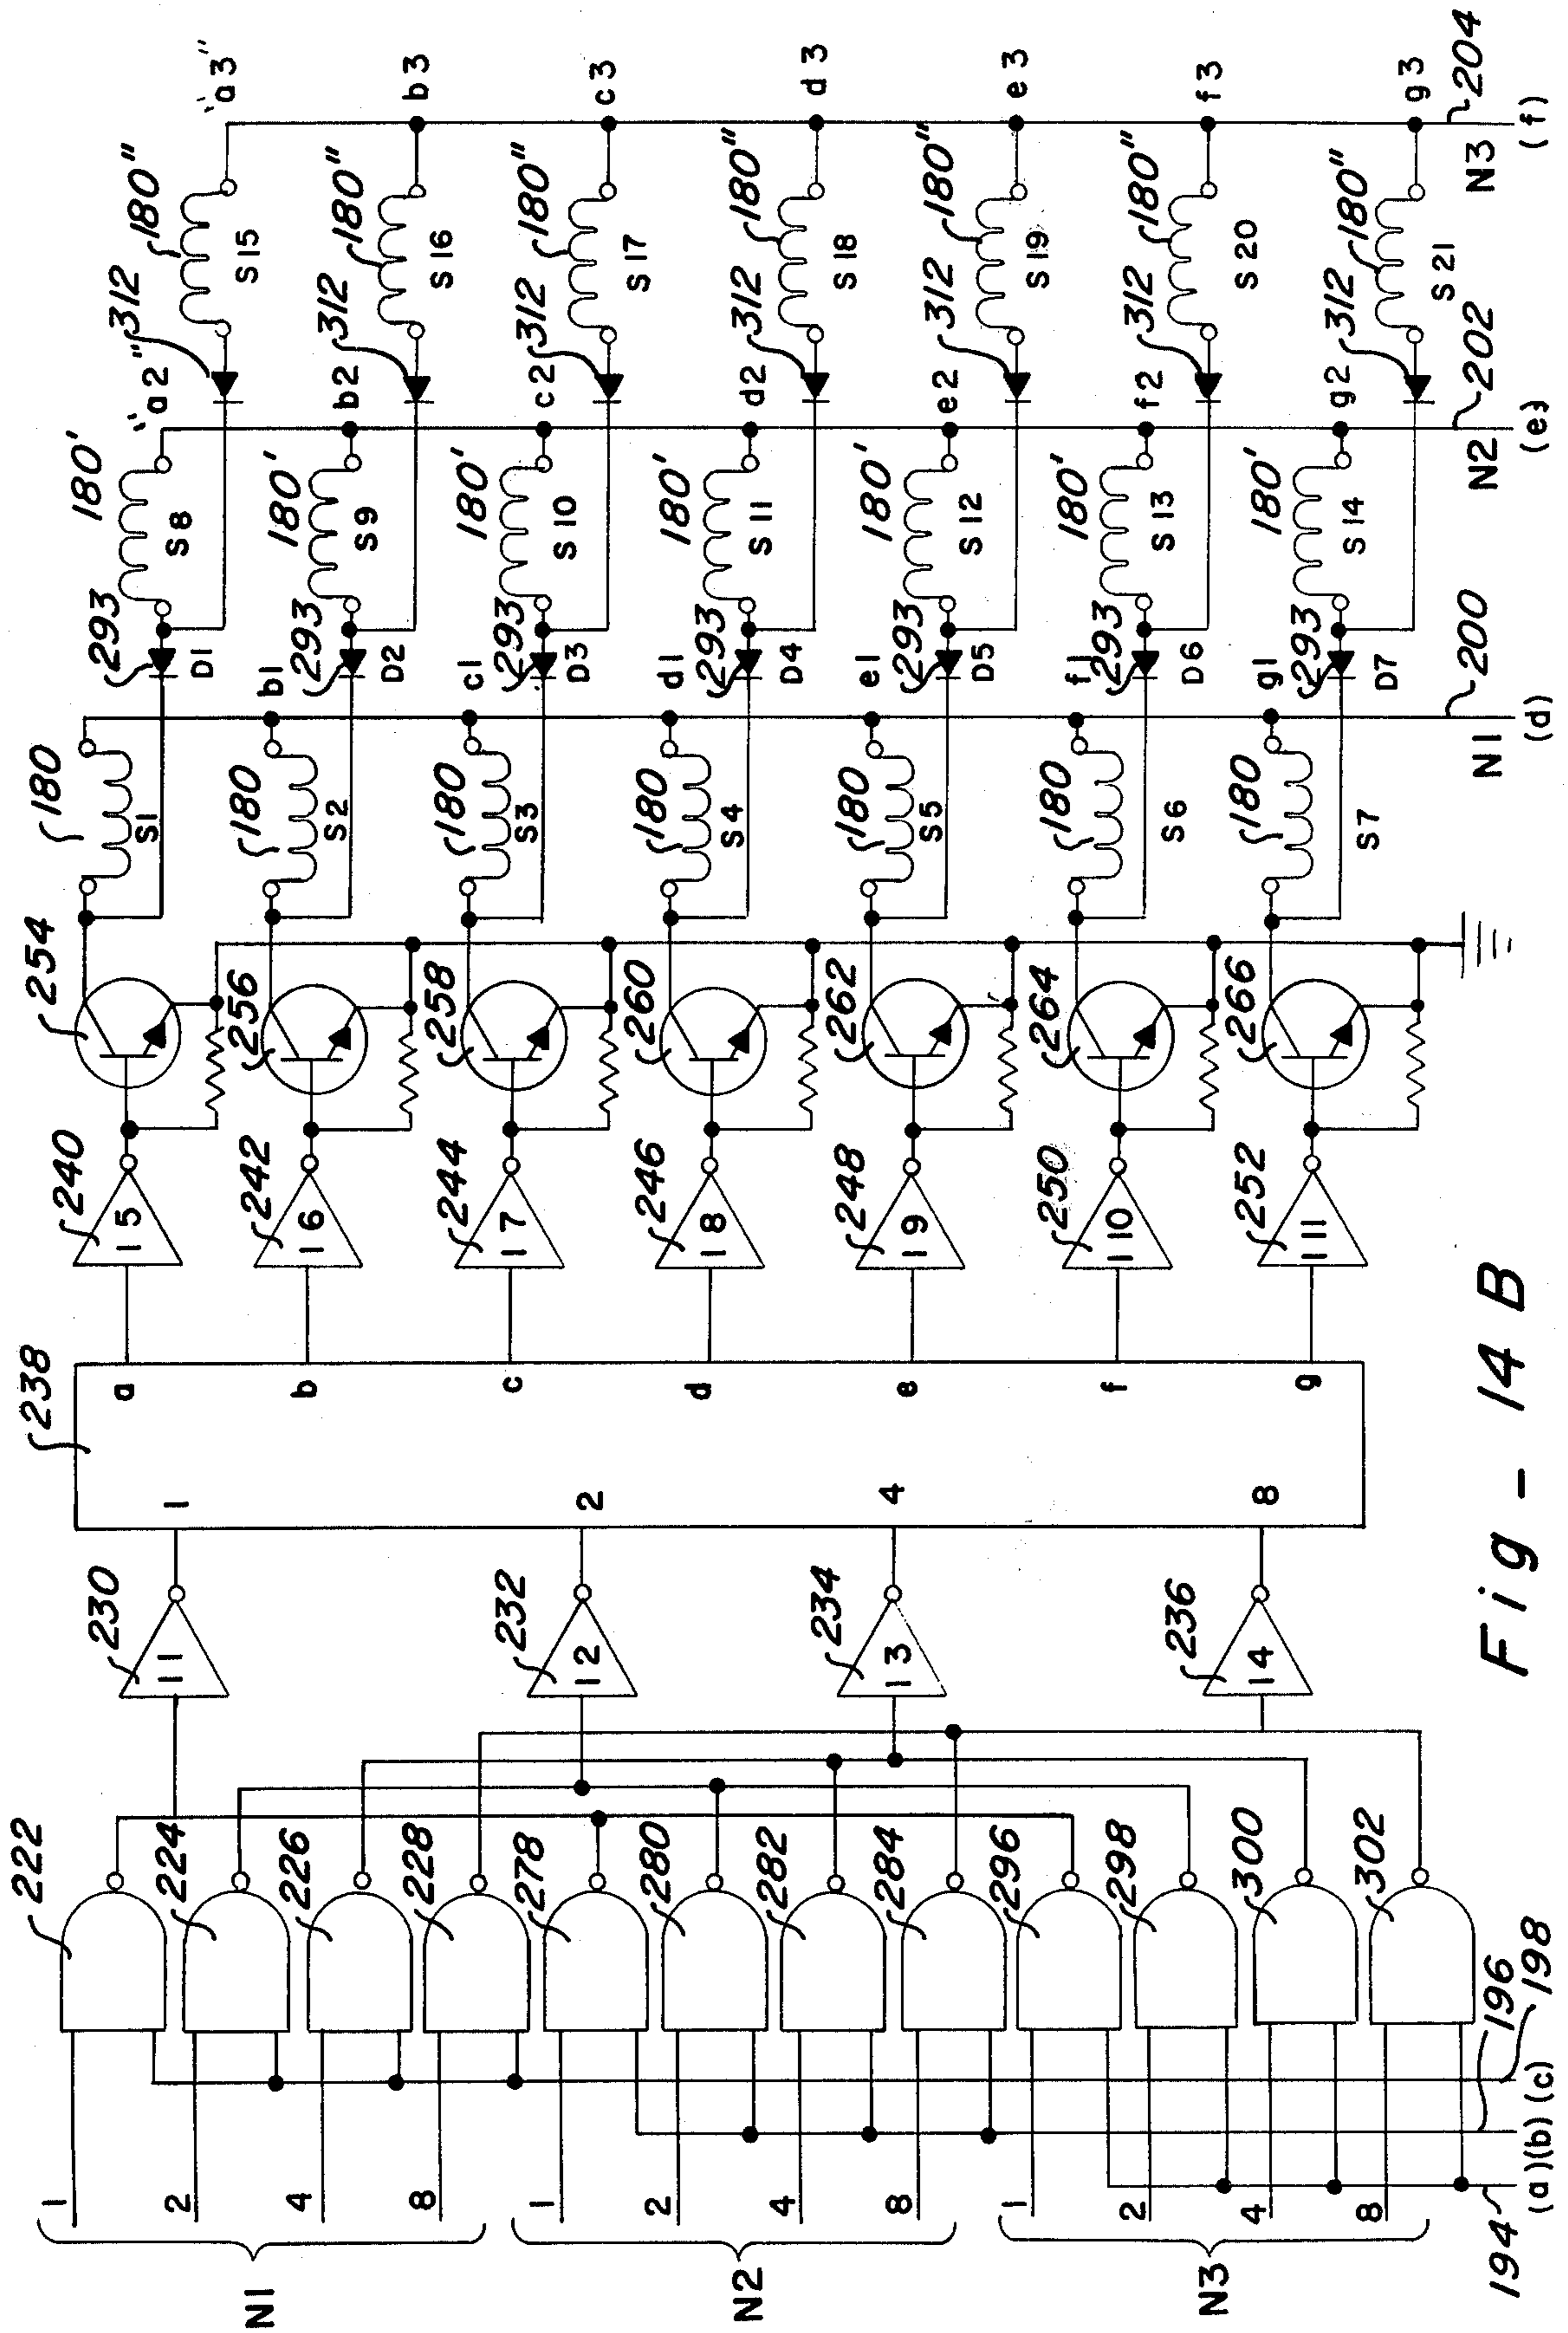 N1
1
2
4
8
N2
1
2
4
8
N3
1
2
4
8
194
(a)
(b)
(c)
196
198
222
224
226
228
278
280
282
284
296
298
300
302
230
I1
232
I2
234
I3
236
I4
238
1
2
4
8
a
b
c
d
e
f
g
240
I5
242
I6
244
I7
246
I8
248
I9
250
I10
252
I11
254
256
258
260
262
264
266
180
S1
180
S2
180
S3
180
S4
180
S5
180
S6
180
S7
b1
c1
d1
e1
f1
g1
N1
200
(d)
293
D1
293
D2
293
D3
293
D4
293
D5
293
D6
293
D7
180'
S8
180'
S9
180'
S10
180'
S11
180'
S12
180'
S13
180'
S14
"a2"
b2
c2
d2
e2
f2
g2
N2
202
(e)
312
312
312
312
312
312
312
180"
S15
180"
S16
180"
S17
180"
S18
180"
S19
180"
S20
180"
S21
"a3"
b3
c3
d3
e3
f3
g3
N3
204
(f)
Fig - 14 B